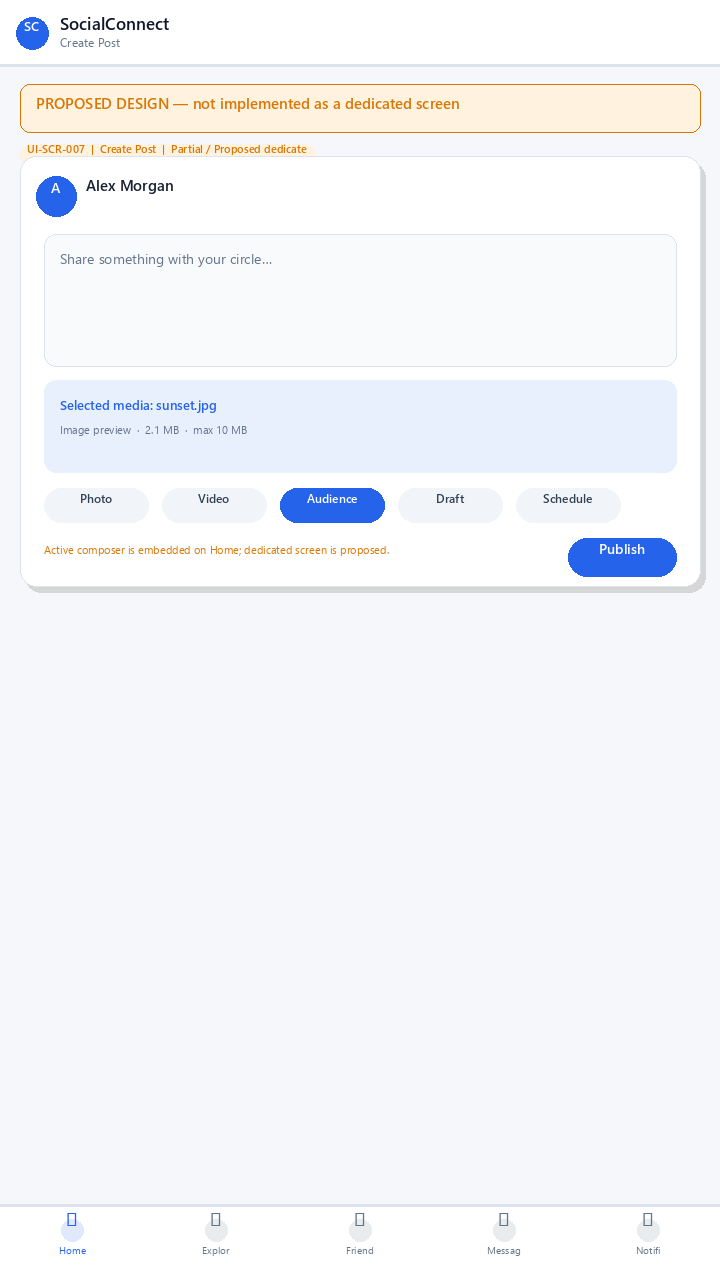 SC
SocialConnect
Create Post
PROPOSED DESIGN — not implemented as a dedicated screen
UI-SCR-007 | Create Post | Partial / Proposed dedicate
A
Alex Morgan
Share something with your circle...
Selected media: sunset.jpg
Image preview · 2.1 MB · max 10 MB
Photo Video Audience Draft Schedule
Active composer is embedded on Home; dedicated screen is proposed.
Publish
Home Explor Friend Messag Notifi